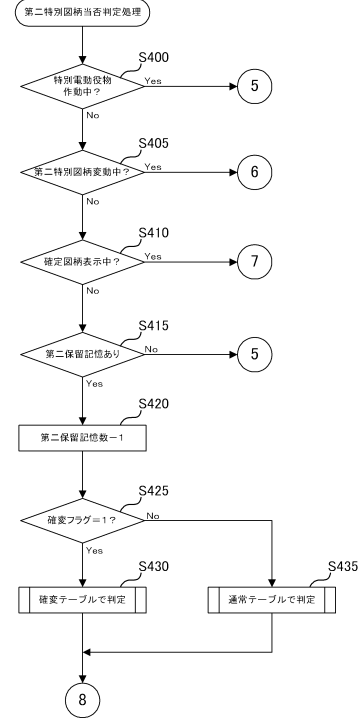 第二特別図柄当否判定処理
S400
特別電動役物
作動中？
Yes
5
No
S405
第二特別図柄変動中？
Yes
6
No
S410
確定図柄表示中？
Yes
7
No
S415
第二保留記憶あり
No
5
Yes
S420
第二保留記憶数－1
S425
確変フラグ＝1？
No
Yes
S430
確変テーブルで判定
S435
通常テーブルで判定
8